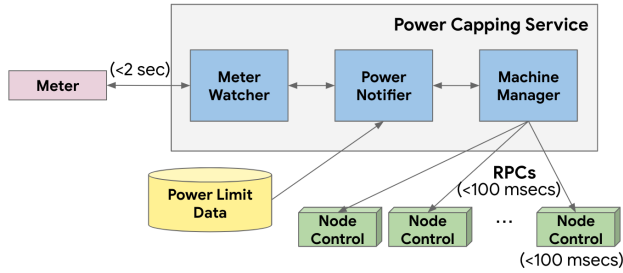 Power Capping Service
(<2 sec)
Meter
Meter
Watcher
Power
Notifier
Machine
Manager
RPCs
(<100 msecs)
Power Limit
Data
Node
Control
Node
Control
...
Node
Control
(<100 msecs)